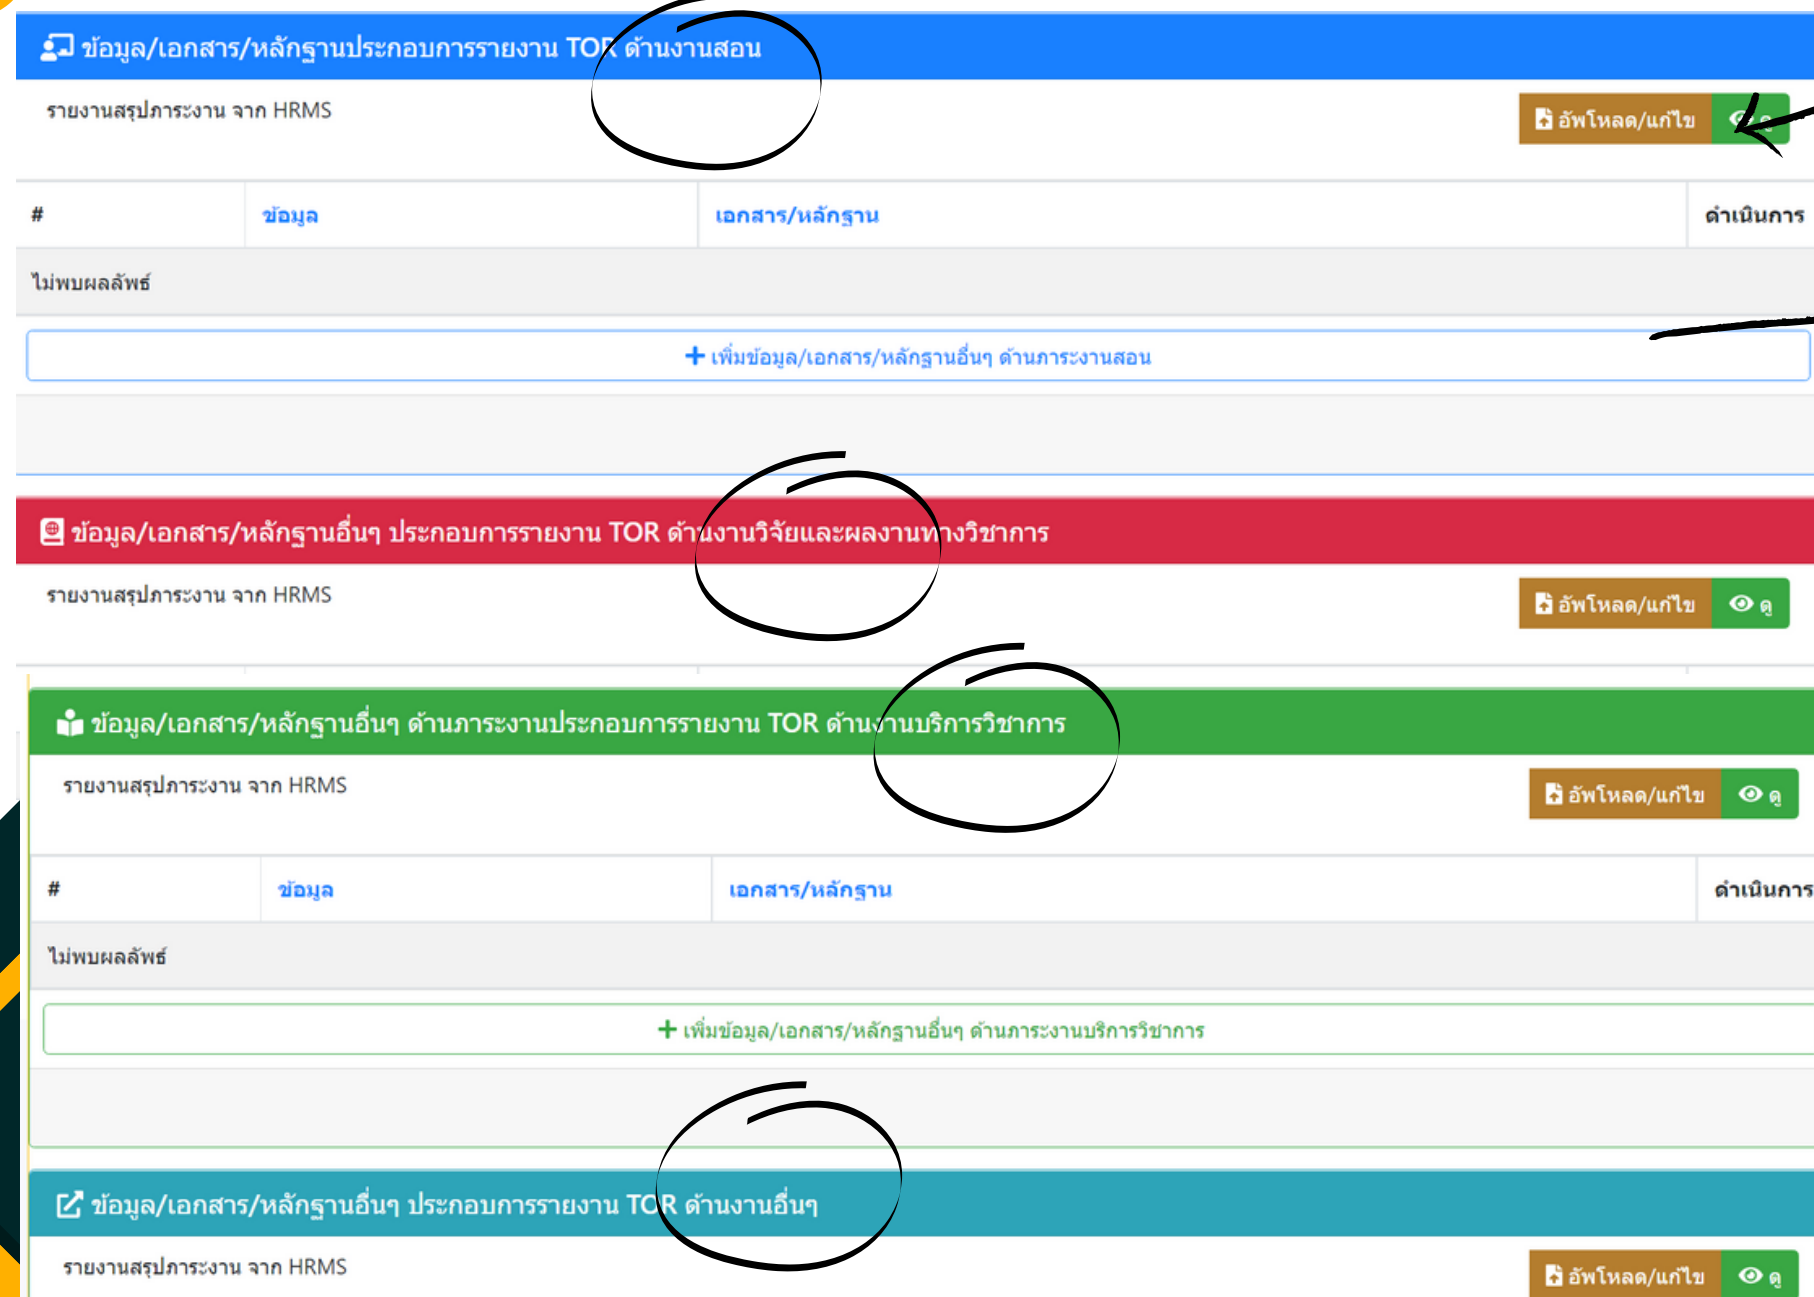 ข้อมูล/เอกสาร/หลักฐานประกอบการรายงาน TOR ด้านงานสอน
รายงานสรุปภาระงาน จาก HRMS
อัพโหลด/แก้ไข ดู
# ข้อมูล เอกสาร/หลักฐาน ดำเนินการ
ไม่พบผลลัพธ์
+ เพิ่มข้อมูล/เอกสาร/หลักฐานอื่นๆ ด้านภาระงานสอน
ข้อมูล/เอกสาร/หลักฐานอื่นๆ ประกอบการรายงาน TOR ด้านงานวิจัยและผลงานทางวิชาการ
รายงานสรุปภาระงาน จาก HRMS
อัพโหลด/แก้ไข ดู
ข้อมูล/เอกสาร/หลักฐานอื่นๆ ด้านภาระงานประกอบการรายงาน TOR ด้านงานบริการวิชาการ
รายงานสรุปภาระงาน จาก HRMS
อัพโหลด/แก้ไข ดู
# ข้อมูล เอกสาร/หลักฐาน ดำเนินการ
ไม่พบผลลัพธ์
+ เพิ่มข้อมูล/เอกสาร/หลักฐานอื่นๆ ด้านภาระงานบริการวิชาการ
ข้อมูล/เอกสาร/หลักฐานอื่นๆ ประกอบการรายงาน TOR ด้านงานอื่นๆ
รายงานสรุปภาระงาน จาก HRMS
อัพโหลด/แก้ไข ดู